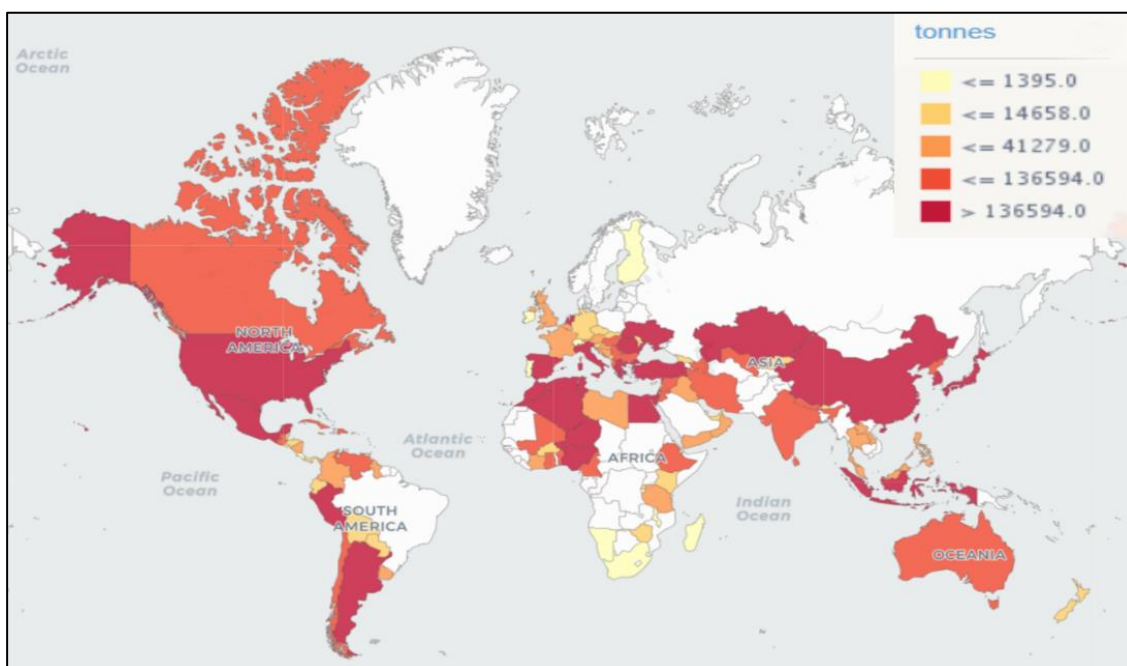 Arctic
Ocean
tonnes
<= 1395.0
<= 14658.0
<= 41279.0
<= 136594.0
> 136594.0
NORTH
AMERICA
ASIA
Atlantic
Ocean
AFRICA
Pacific
Ocean
Indian
Ocean
SOUTH
AMERICA
OCEANIA